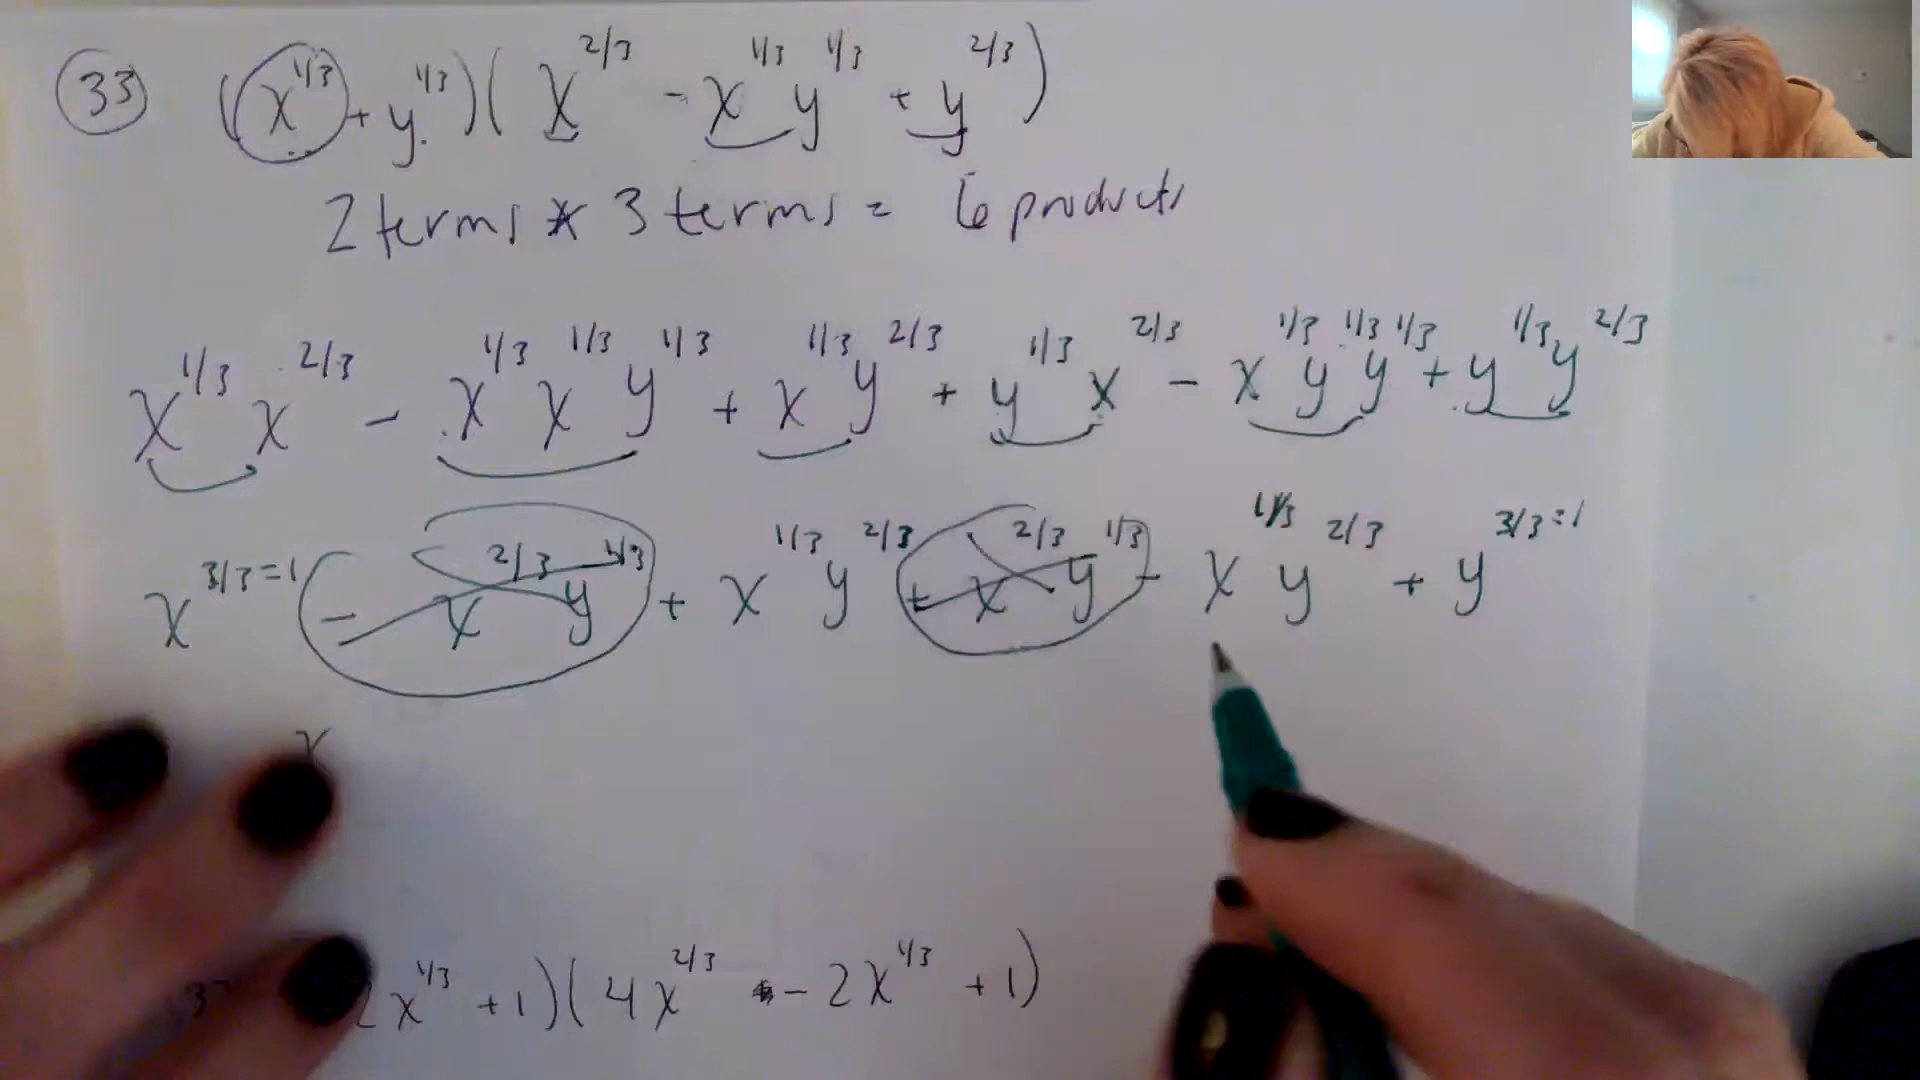 33 (x^1/3 + y^1/3)(x^2/3 - x^1/3 y^1/3 + y^2/3)
2 terms * 3 terms = 6 products
x^1/3 x^2/3 - x^1/3 x^1/3 y^1/3 + x^1/3 y^2/3 + y^1/3 x^2/3 - x^1/3 y^1/3 y^1/3 + y^1/3 y^2/3
x^3/3=1 - x^2/3 y^1/3 + x^1/3 y^2/3 + x^2/3 y^1/3 - x^1/3 y^2/3 + y^3/3=1
x
2x^1/3 + 1)(4x^2/3 - 2x^1/3 + 1)